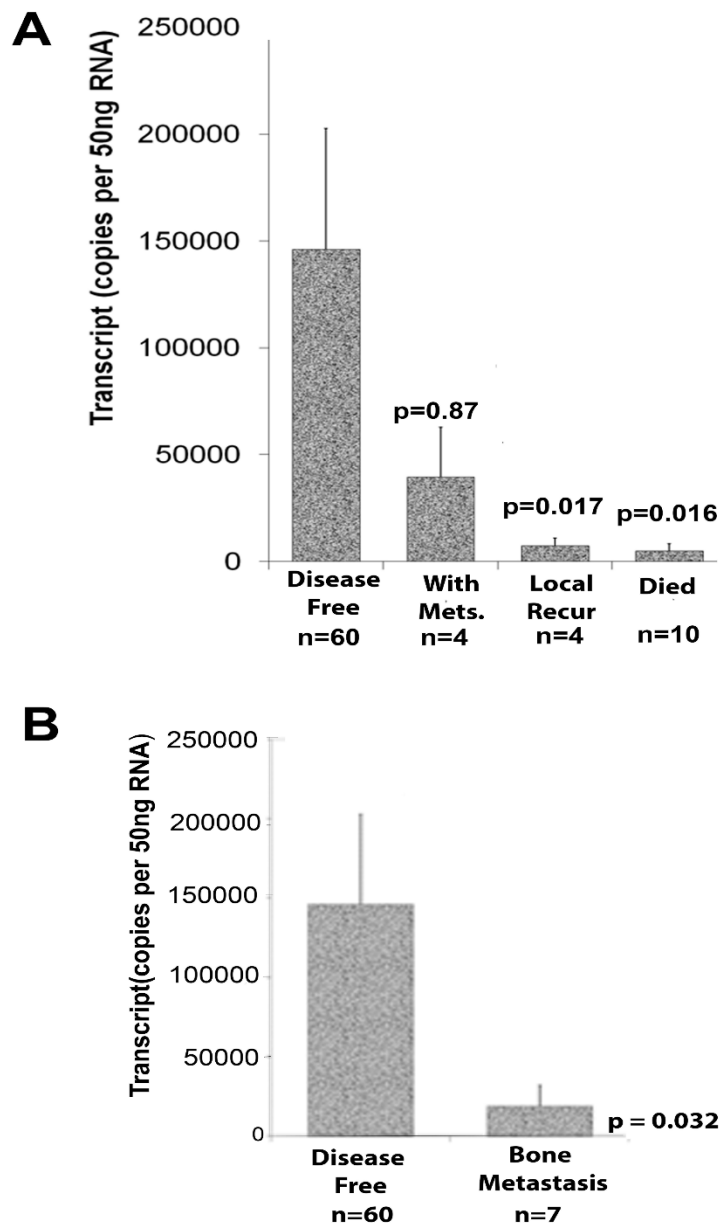 A
Transcript (copies per 50ng RNA)
250000
200000
150000
100000
50000
0
p=0.87
p=0.017
p=0.016
Disease
Free
n=60
With
Mets.
n=4
Local
Recur
n=4
Died
n=10
B
Transcript(copies per 50ng RNA)
250000
200000
150000
100000
50000
0
p = 0.032
Disease
Free
n=60
Bone
Metastasis
n=7